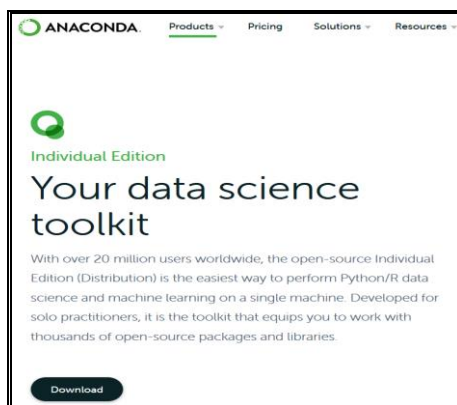 ANACONDA. Products Pricing Solutions Resources
Individual Edition
Your data science
toolkit
With over 20 million users worldwide, the open-source Individual
Edition (Distribution) is the easiest way to perform Python/R data
science and machine learning on a single machine. Developed for
solo practitioners, it is the toolkit that equips you to work with
thousands of open-source packages and libraries.
Download